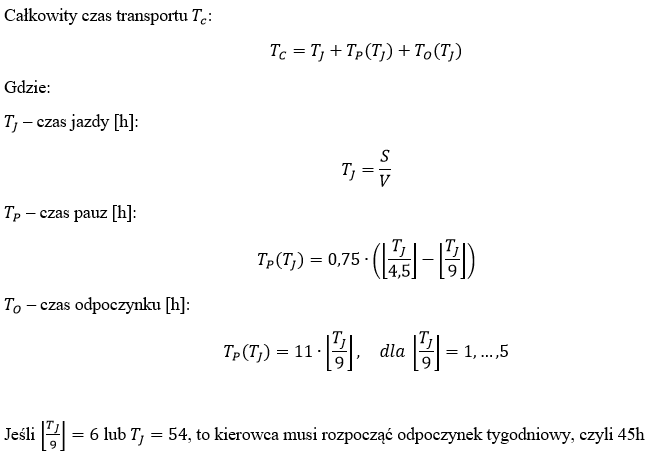 Całkowity czas transportu T_c:
T_C = T_J + T_P(T_J) + T_O(T_J)
Gdzie:
T_J – czas jazdy [h]:
T_J = S/V
T_P – czas pauz [h]:
T_P(T_J) = 0,75 · (⌊T_J/4,5⌋ − ⌊T_J/9⌋)
T_O – czas odpoczynku [h]:
T_P(T_J) = 11 · ⌊T_J/9⌋, dla ⌊T_J/9⌋ = 1, …,5
Jeśli ⌊T_J/9⌋ = 6 lub T_J = 54, to kierowca musi rozpocząć odpoczynek tygodniowy, czyli 45h